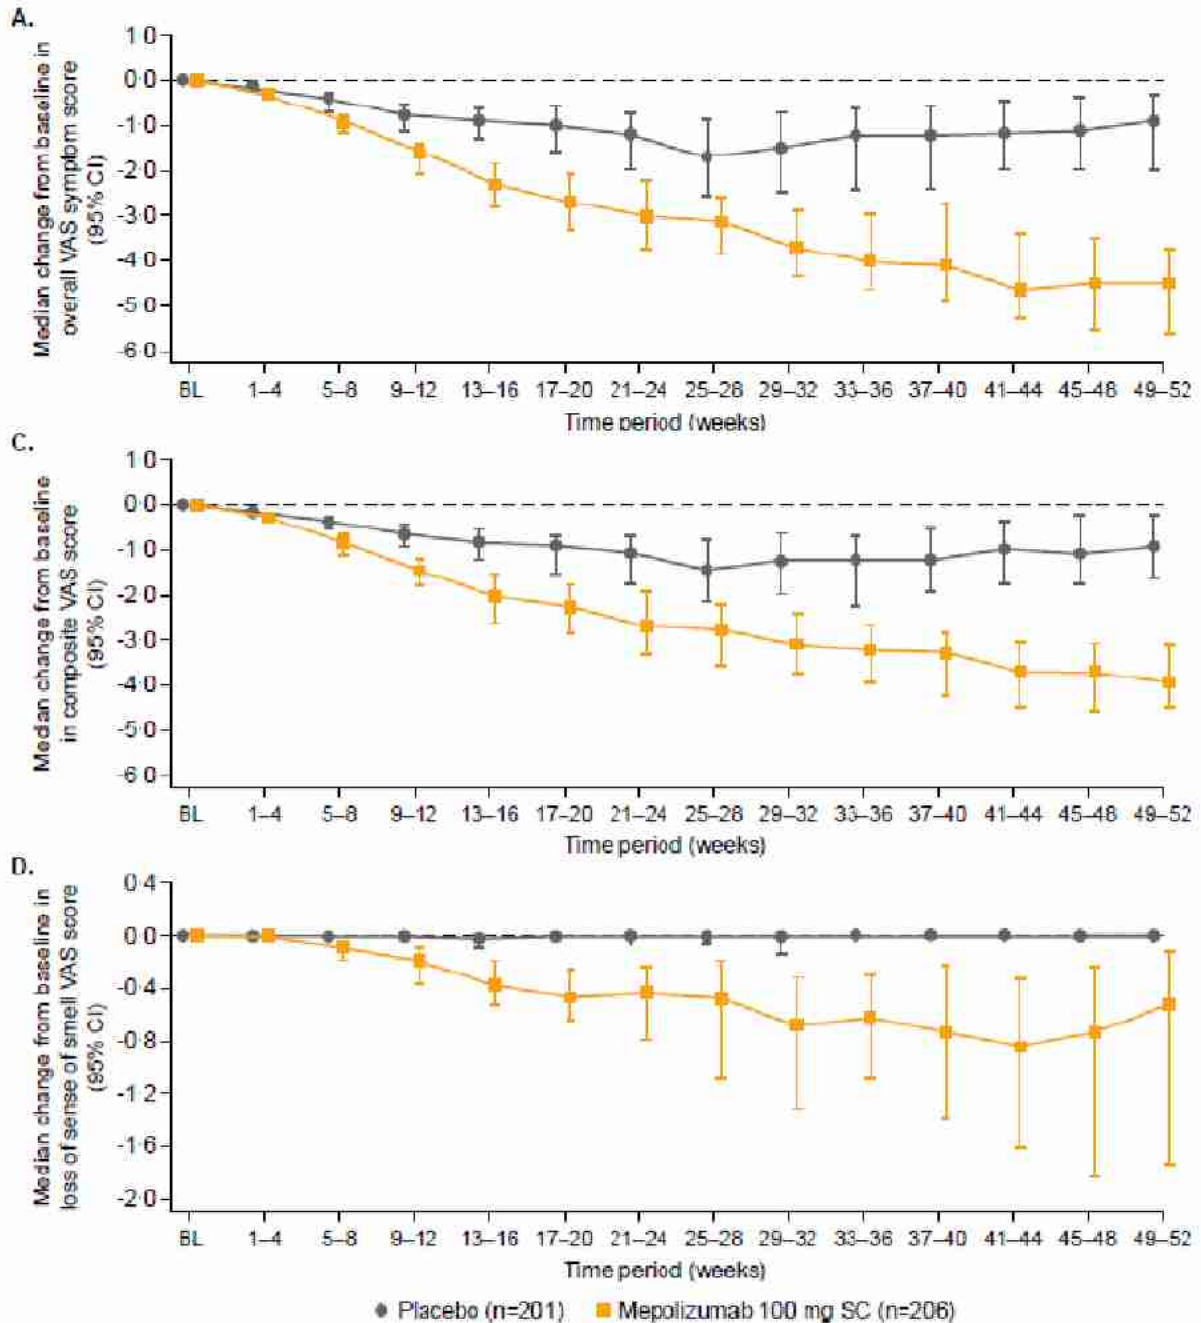 A.
Median change from baseline in
overall VAS symptom score
(95% CI)
1·0
0·0
-1·0
-2·0
-3·0
-4·0
-5·0
-6·0
BL 1–4 5–8 9–12 13–16 17–20 21–24 25–28 29–32 33–36 37–40 41–44 45–48 49–52
Time period (weeks)
C.
Median change from baseline
in composite VAS score
(95% CI)
1·0
0·0
-1·0
-2·0
-3·0
-4·0
-5·0
-6·0
BL 1–4 5–8 9–12 13–16 17–20 21–24 25–28 29–32 33–36 37–40 41–44 45–48 49–52
Time period (weeks)
D.
Median change from baseline in
loss of sense of smell VAS score
(95% CI)
0·4
0·0
-0·4
-0·8
-1·2
-1·6
-2·0
BL 1–4 5–8 9–12 13–16 17–20 21–24 25–28 29–32 33–36 37–40 41–44 45–48 49–52
Time period (weeks)
Placebo (n=201) Mepolizumab 100 mg SC (n=206)